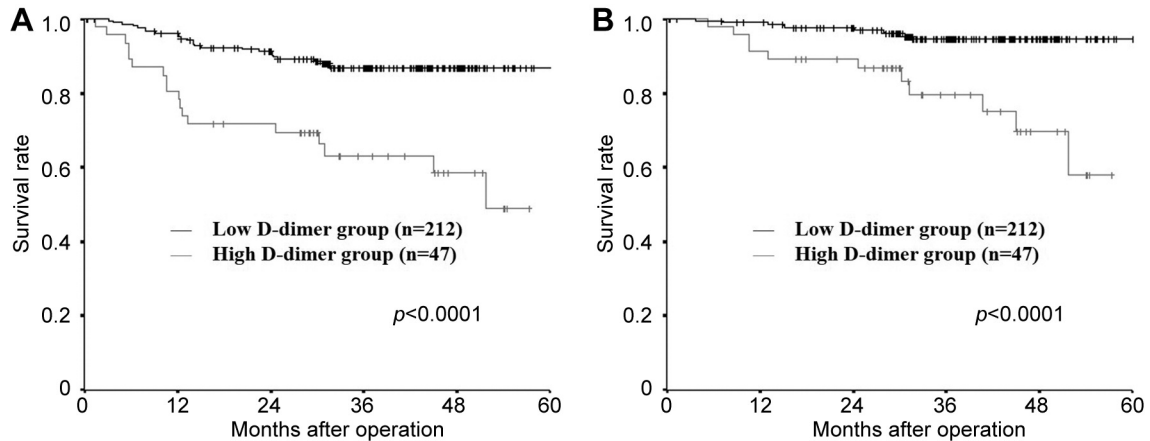 A
1.0
0.8
0.6
0.4
0.2
0
Survival rate
Low D-dimer group (n=212)
High D-dimer group (n=47)
p<0.0001
0 12 24 36 48 60
Months after operation
B
1.0
0.8
0.6
0.4
0.2
0
Survival rate
Low D-dimer group (n=212)
High D-dimer group (n=47)
p<0.0001
0 12 24 36 48 60
Months after operation